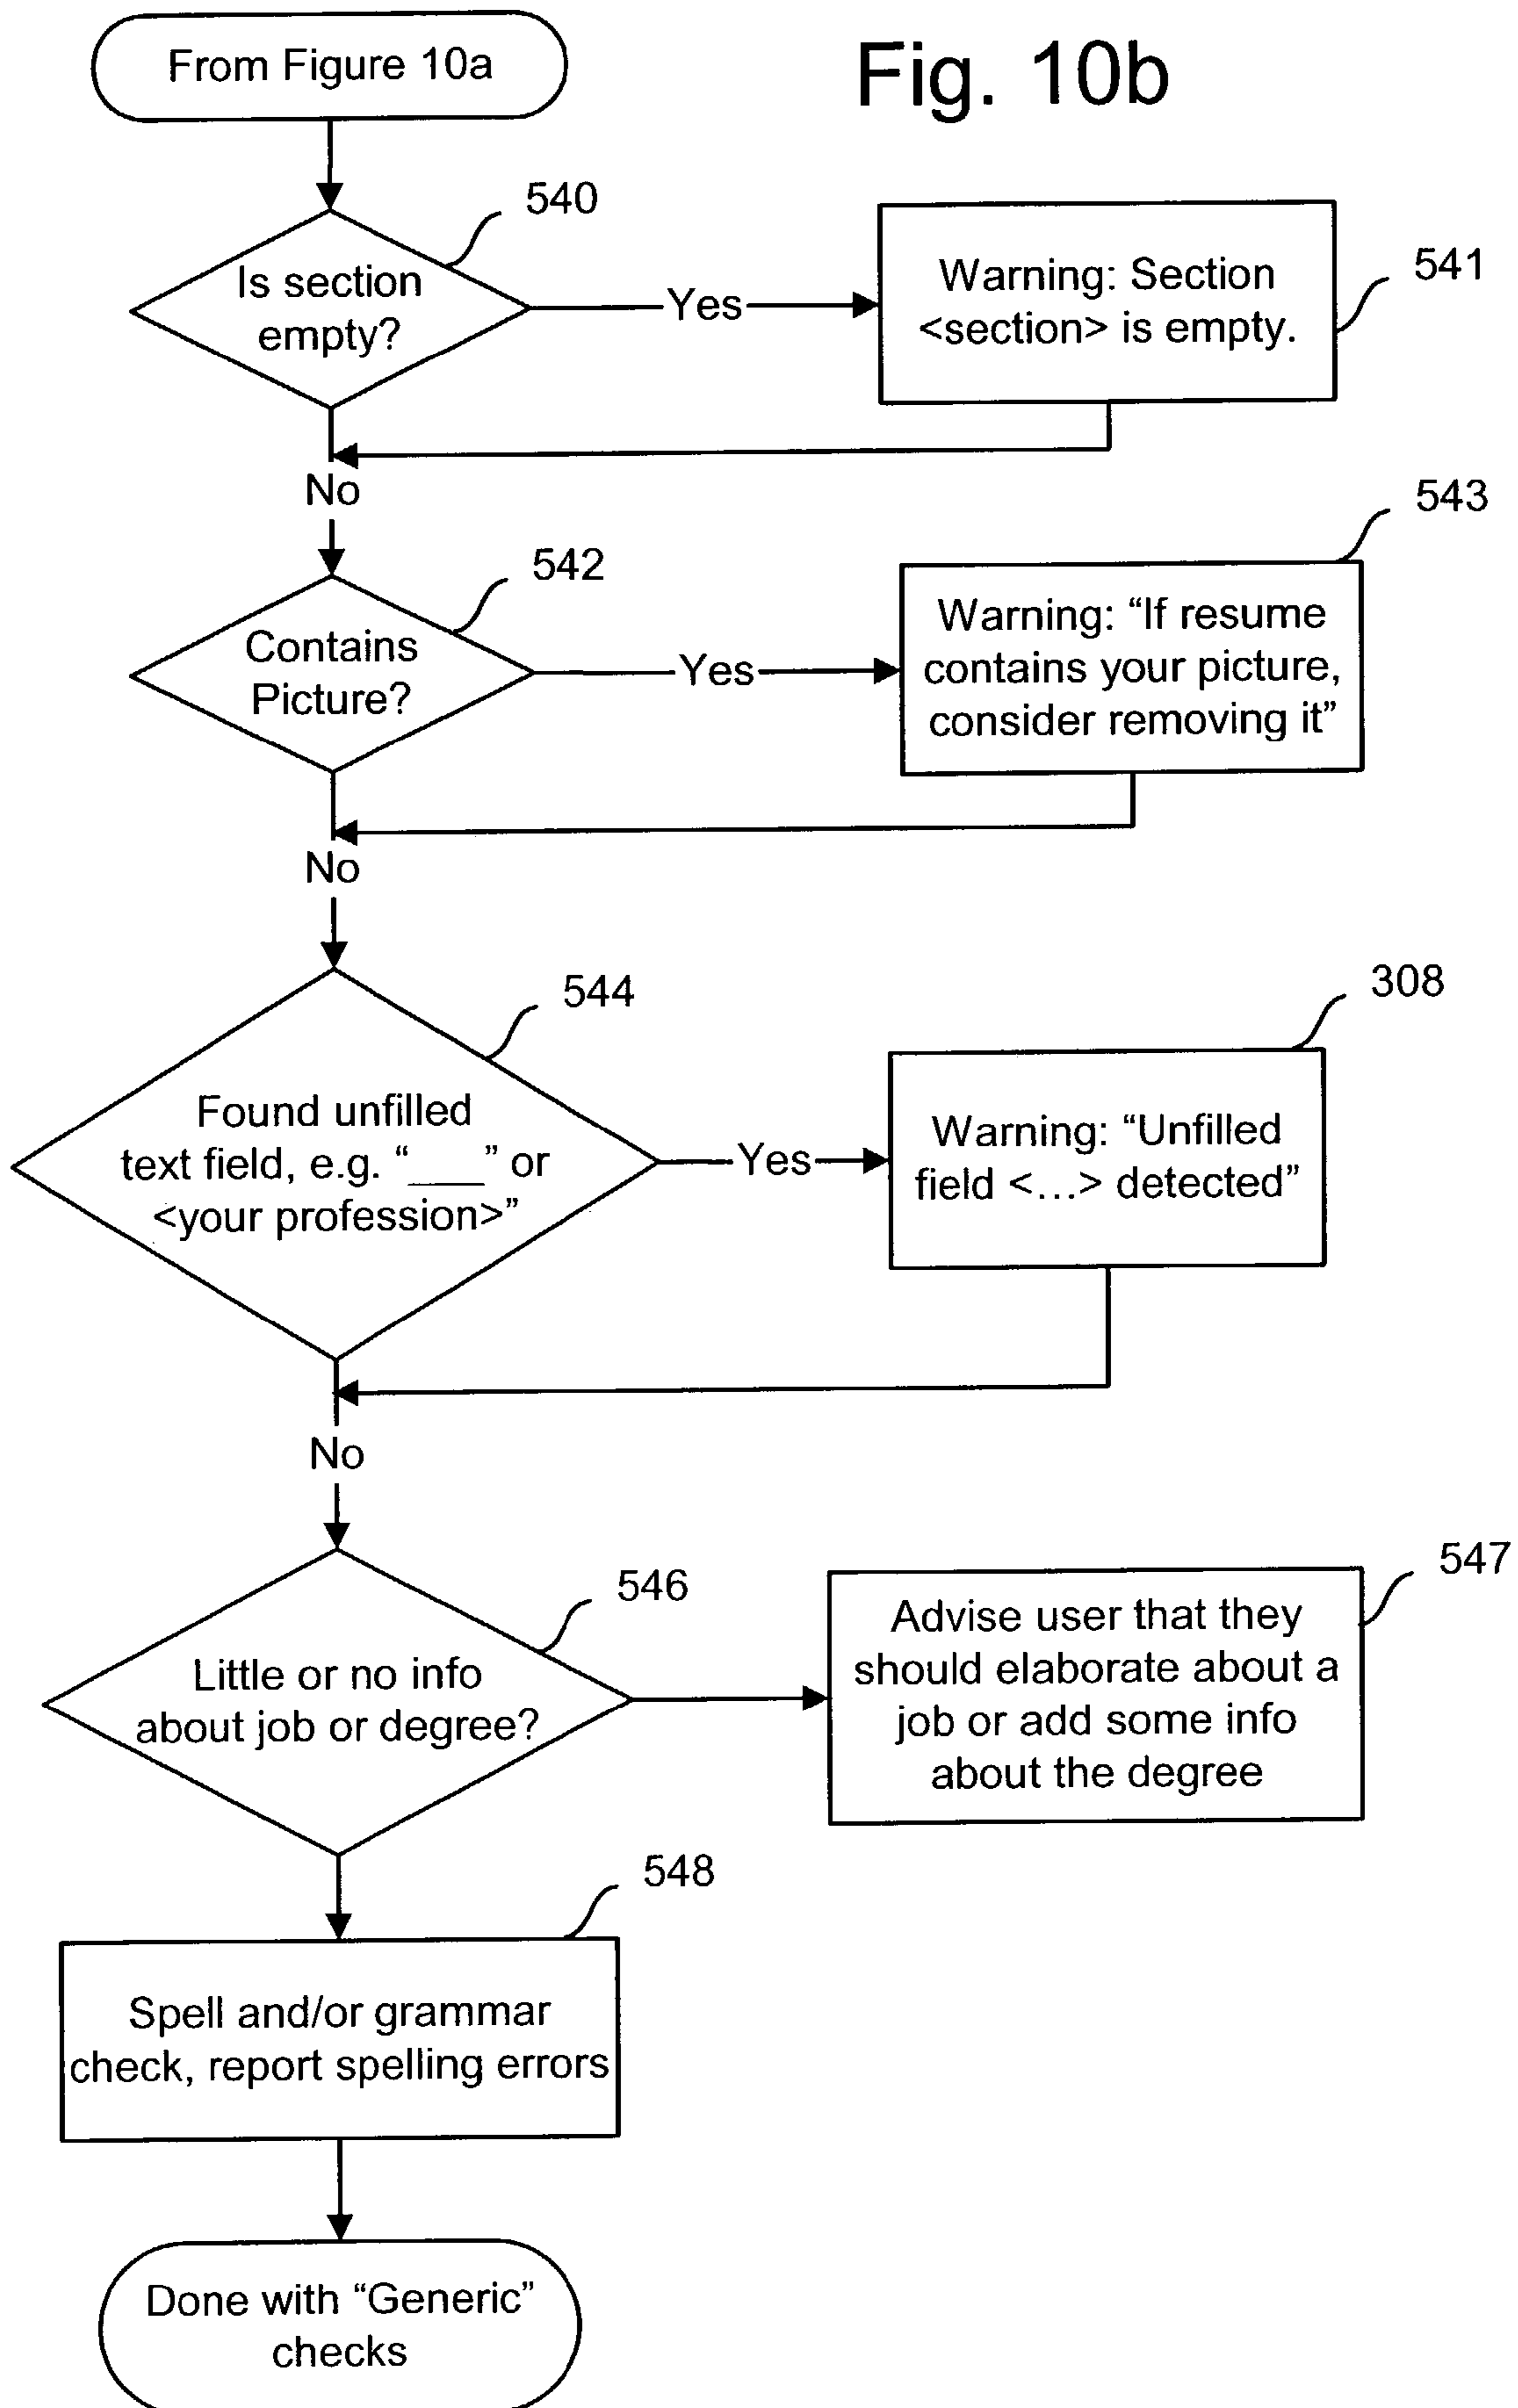 From Figure 10a
Fig. 10b
540
Is section
empty?
Yes
Warning: Section
<section> is empty.
541
No
542
Contains
Picture?
Yes
543
Warning: “If resume
contains your picture,
consider removing it”
No
544
Found unfilled
text field, e.g. “___” or
<your profession>”
Yes
308
Warning: “Unfilled
field <...> detected”
No
546
Little or no info
about job or degree?
547
Advise user that they
should elaborate about a
job or add some info
about the degree
548
Spell and/or grammar
check, report spelling errors
Done with “Generic”
checks